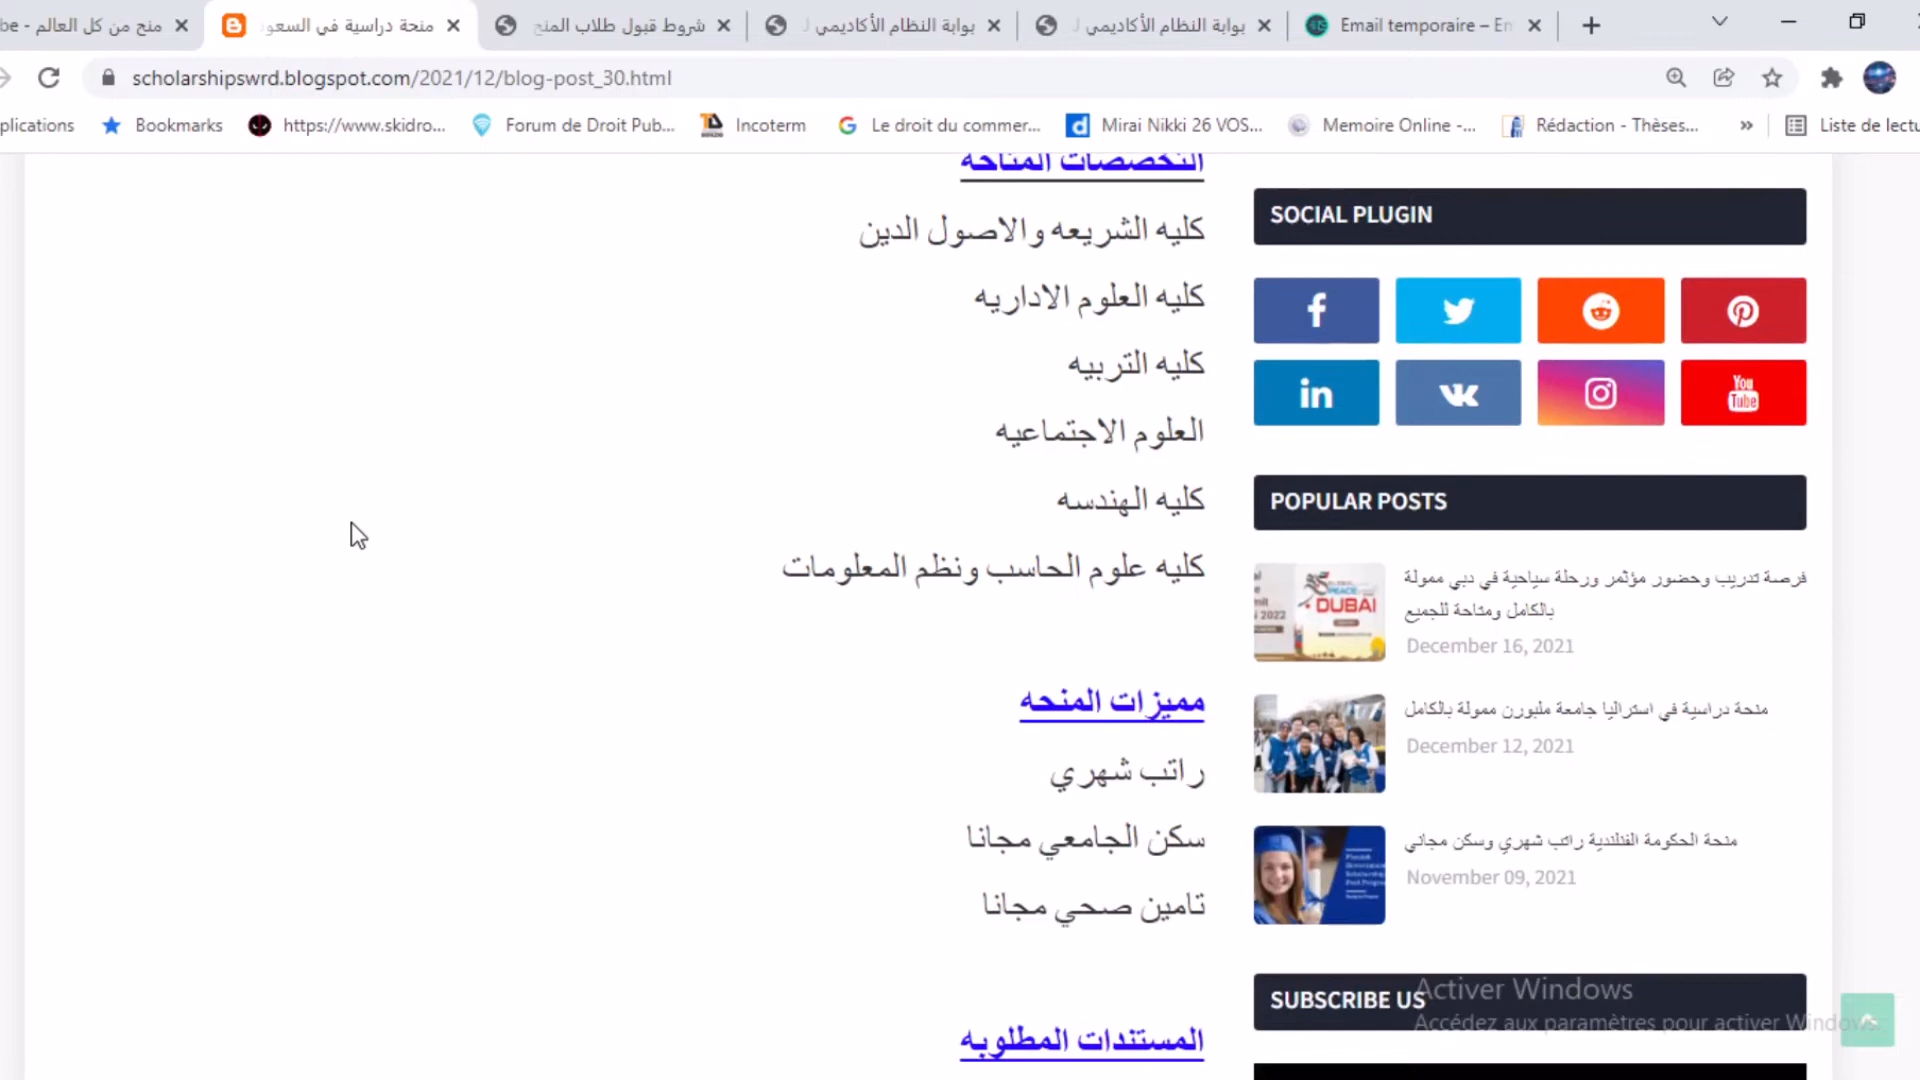 منح من كل العالم - be
منحة دراسية في السعو
شروط قبول طلاب المنح
بوابة النظام الأكاديمي ل
بوابة النظام الأكاديمي ل
Email temporaire – En
scholarshipswrd.blogspot.com/2021/12/blog-post_30.html
plications
Bookmarks
https://www.skidro...
Forum de Droit Pub...
Incoterm
Le droit du commer...
Mirai Nikki 26 VOS...
Memoire Online -...
Rédaction - Thèses...
»
Liste de lectu
التخصصات المتاحه
كليه الشريعه والاصول الدين
كليه العلوم الاداريه
كليه التربيه
العلوم الاجتماعيه
كليه الهندسه
كليه علوم الحاسب ونظم المعلومات
مميزات المنحه
راتب شهري
سكن الجامعي مجانا
تامين صحي مجانا
المستندات المطلوبه
SOCIAL PLUGIN
You
Tube
POPULAR POSTS
DUBAI
فرصة تدريب وحضور مؤتمر ورحلة سياحية في دبي ممولة
بالكامل ومتاحة للجميع
December 16, 2021
منحة دراسية في استراليا جامعة ملبورن ممولة بالكامل
December 12, 2021
منحة الحكومة الفنلندية راتب شهري وسكن مجاني
November 09, 2021
SUBSCRIBE US
Activer Windows
Accédez aux paramètres pour activer Windows.